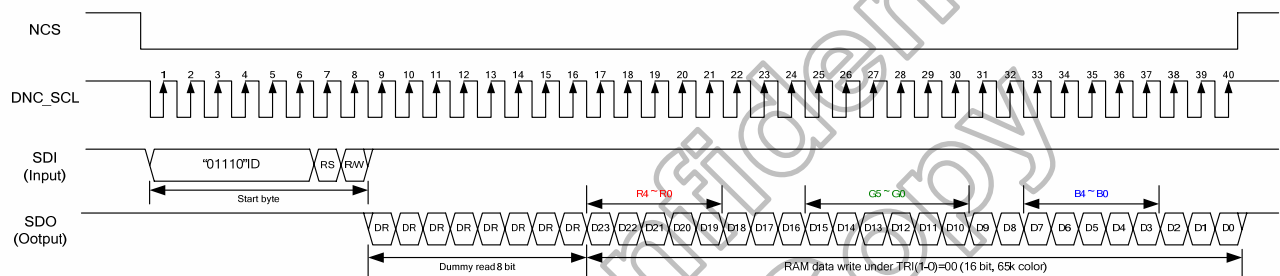 NCS
1 2 3 4 5 6 7 8 9 10 11 12 13 14 15 16 17 18 19 20 21 22 23 24 25 26 27 28 29 30 31 32 33 34 35 36 37 38 39 40
DNC_SCL
SDI
(Input)
“01110”ID RS R/W
Start byte
R4 ~ R0 G5 ~ G0 B4 ~ B0
SDO
(Ootput)
DR DR DR DR DR DR DR DR D23 D22 D21 D20 D19 D18 D17 D16 D15 D14 D13 D12 D11 D10 D9 D8 D7 D6 D5 D4 D3 D2 D1 D0
Dummy read 8 bit
RAM data write under TRI(1-0)=00 (16 bit, 65k color)
Copy